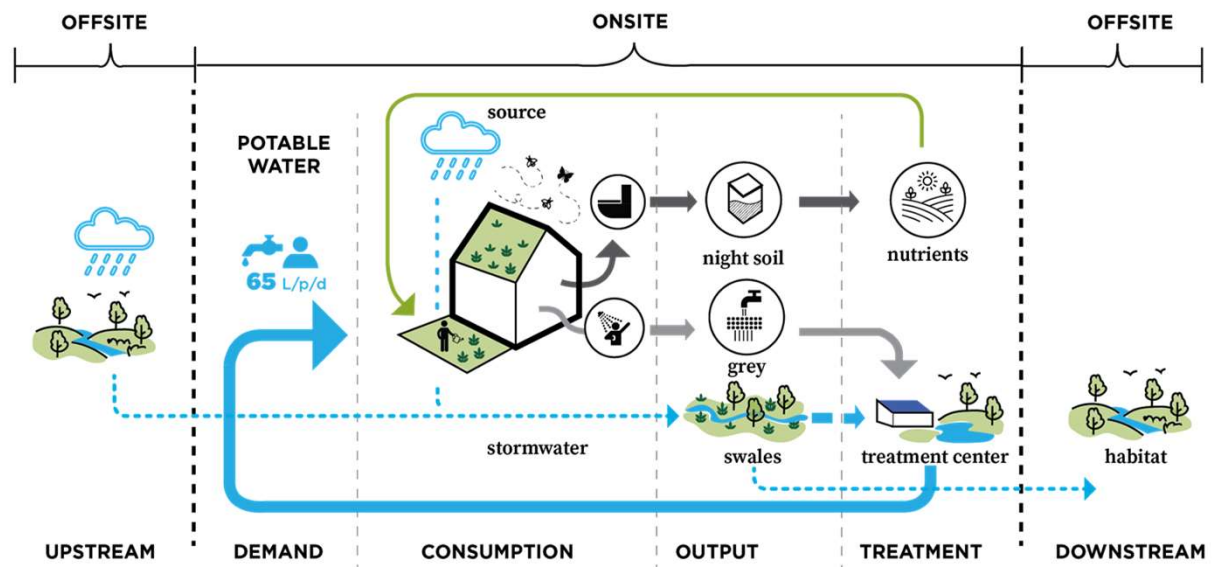 OFFSITE
ONSITE
OFFSITE
source
POTABLE
WATER
65 L/p/d
night soil
nutrients
grey
stormwater
swales
treatment center
habitat
UPSTREAM
DEMAND
CONSUMPTION
OUTPUT
TREATMENT
DOWNSTREAM